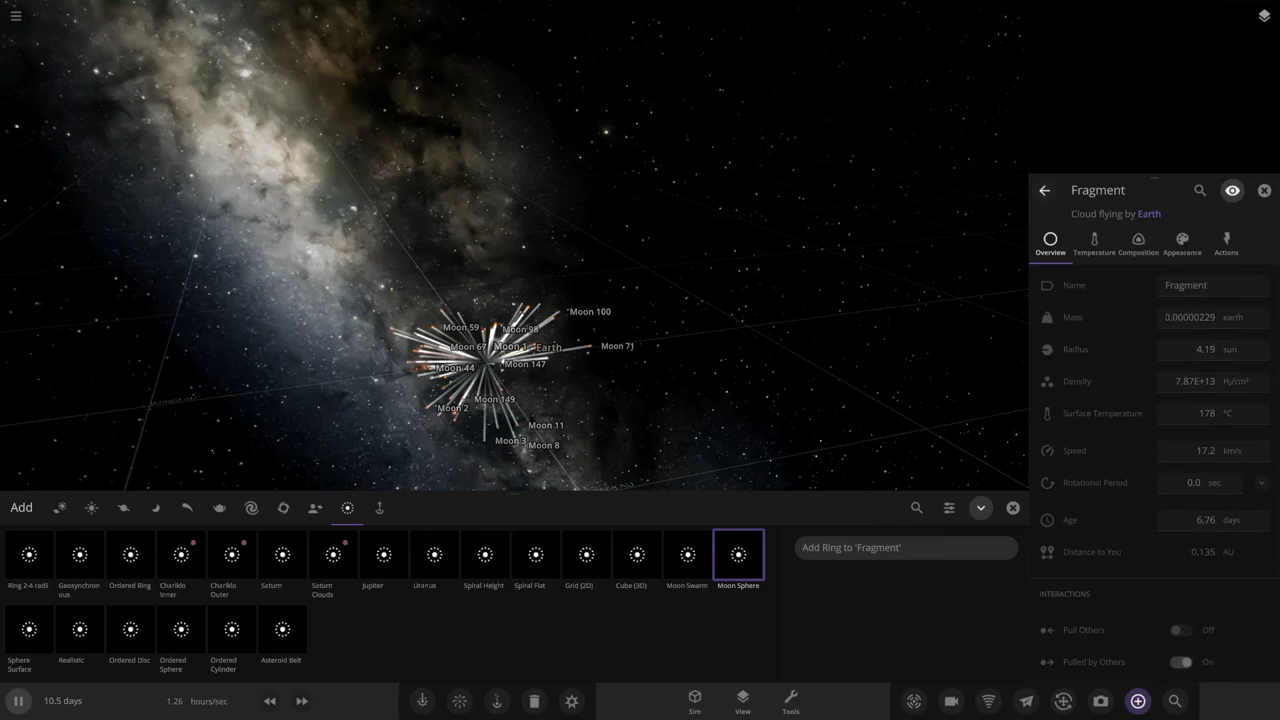 Moon 100
Moon 59
Moon 98
Moon 67
Moon 1
Earth
Moon 71
Moon 44
Moon 147
Moon 149
Moon 2
Moon 11
Moon 3
Moon 8
Fragment
Cloud flying by Earth
Overview
Temperature
Composition
Appearance
Actions
Name
Fragment
Mass
0.00000229 earth
Radius
4.19 sun
Density
7.87E+13 H₂/cm³
Surface Temperature
178 °C
Speed
17.2 km/s
Rotational Period
0.0 sec
Age
6.76 days
Distance to You
0.135 AU
INTERACTIONS
Pull Others
Off
Pulled by Others
On
Add
Ring 2-4 radii
Geosynchron
ous
Ordered Ring
Chariklo
Inner
Chariklo
Outer
Saturn
Saturn
Clouds
Jupiter
Uranus
Spiral Height
Spiral Flat
Grid (2D)
Cube (3D)
Moon Swarm
Moon Sphere
Add Ring to 'Fragment'
Sphere
Surface
Realistic
Ordered Disc
Ordered
Sphere
Ordered
Cylinder
Asteroid Belt
10.5 days
1.26 hours/sec
Sim
View
Tools